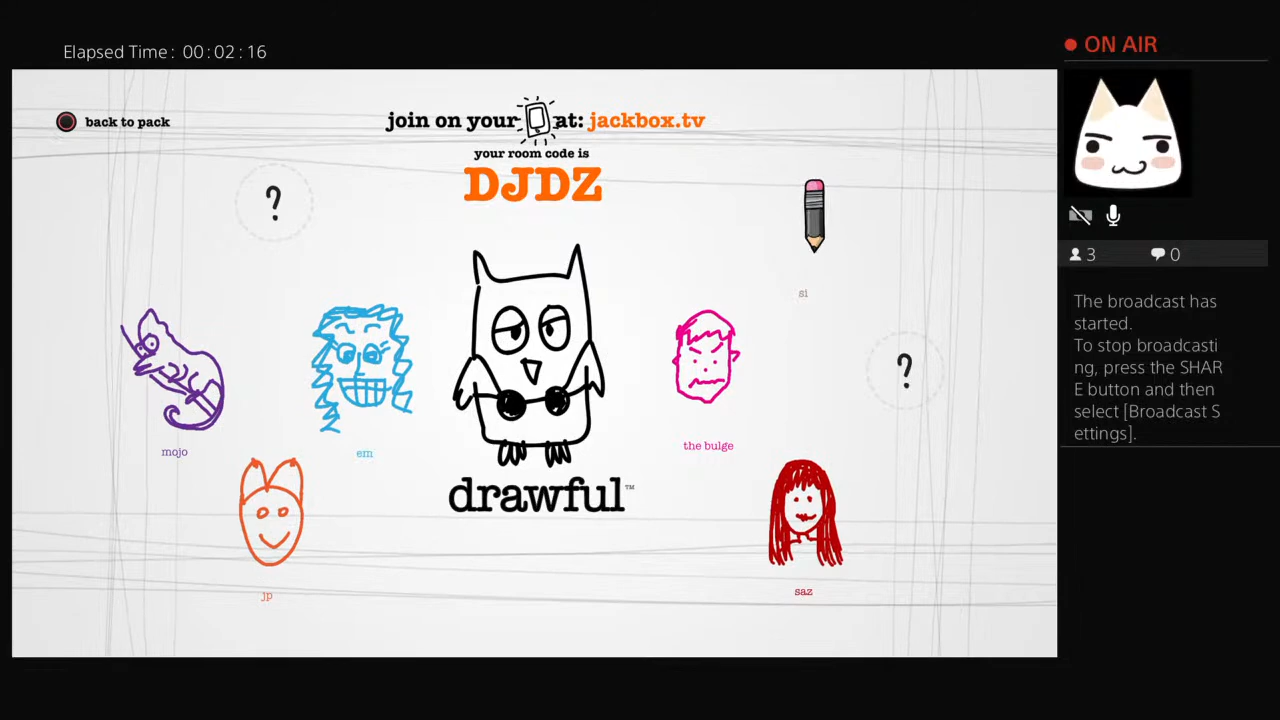 Elapsed Time: 00:02:16
ON AIR
back to pack
join on your at: jackbox.tv
your room code is
DJDZ
?
si
3 0
The broadcast has
started.
To stop broadcasti
ng, press the SHAR
E button and then
select [Broadcast S
ettings].
?
mojo
em
the bulge
drawful™
jp
saz